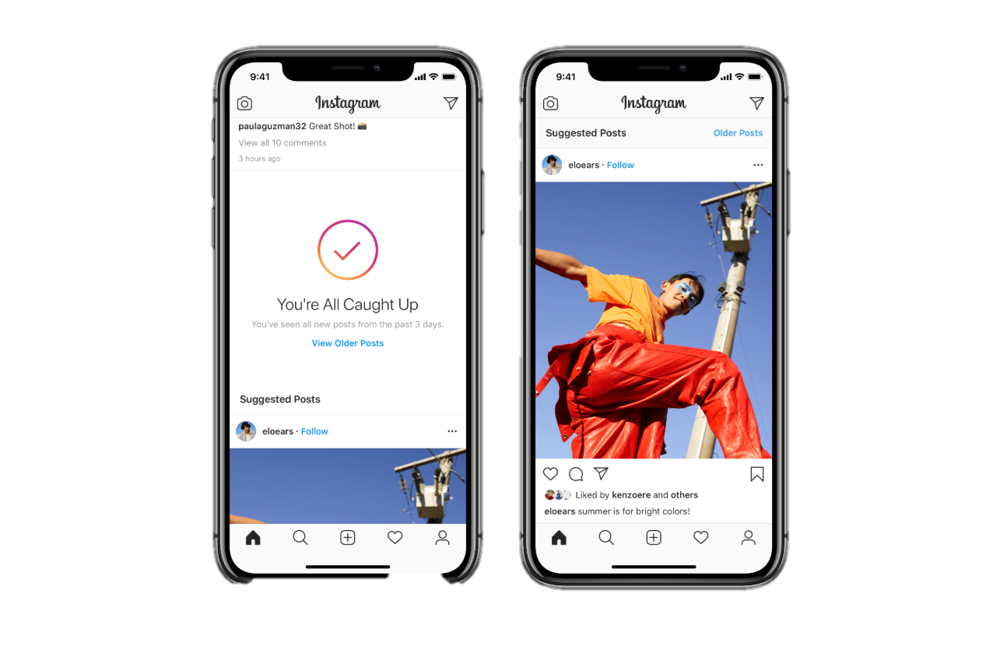 9:41
Instagram
paulaguzman32 Great Shot! 📸
View all 10 comments
3 hours ago
You're All Caught Up
You've seen all new posts from the past 3 days.
View Older Posts
Suggested Posts
eloears · Follow
9:41
Instagram
Suggested Posts Older Posts
eloears · Follow
Liked by kenzoere and others
eloears summer is for bright colors!